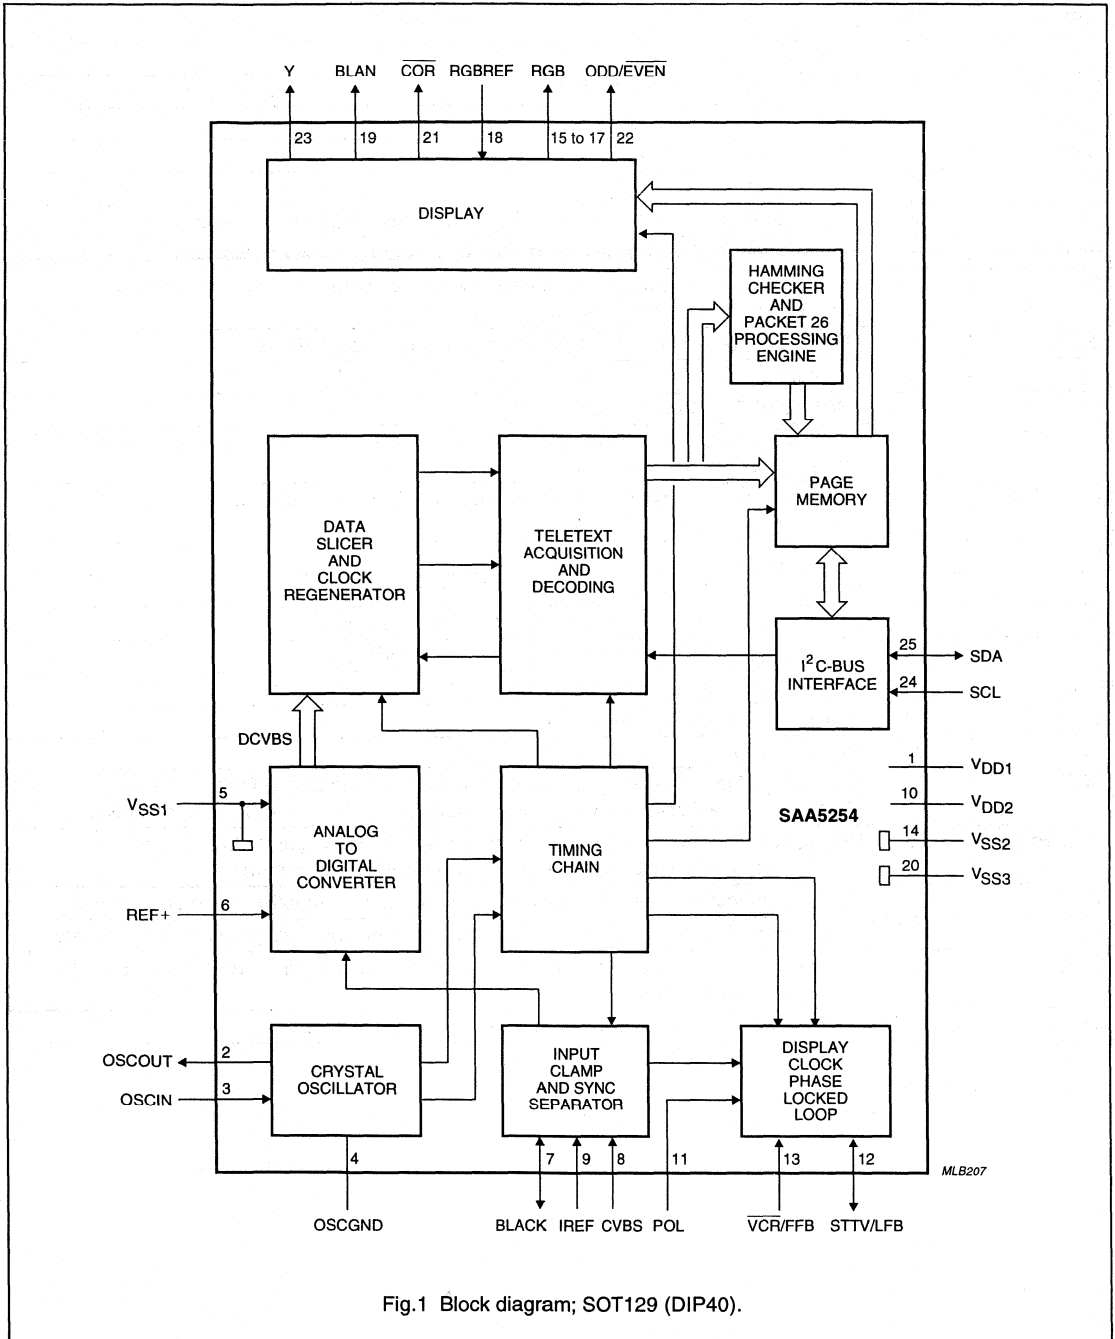 Y BLAN COR RGBREF RGB ODD/EVEN
23 19 21 18 15 to 17 22
DISPLAY
HAMMING
CHECKER
AND
PACKET 26
PROCESSING
ENGINE
DATA
SLICER
AND
CLOCK
REGENERATOR
TELETEXT
ACQUISITION
AND
DECODING
PAGE
MEMORY
I2C-BUS
INTERFACE
25 SDA
24 SCL
DCVBS
1 VDD1
10 VDD2
14 VSS2
20 VSS3
SAA5254
VSS1 5
REF+ 6
ANALOG
TO
DIGITAL
CONVERTER
TIMING
CHAIN
OSCOUT 2
OSCIN 3
CRYSTAL
OSCILLATOR
INPUT
CLAMP
AND SYNC
SEPARATOR
DISPLAY
CLOCK
PHASE
LOCKED
LOOP
4 7 9 8 11 13 12
MLB207
OSCGND BLACK IREF CVBS POL VCR/FFB STTV/LFB
Fig.1 Block diagram; SOT129 (DIP40).